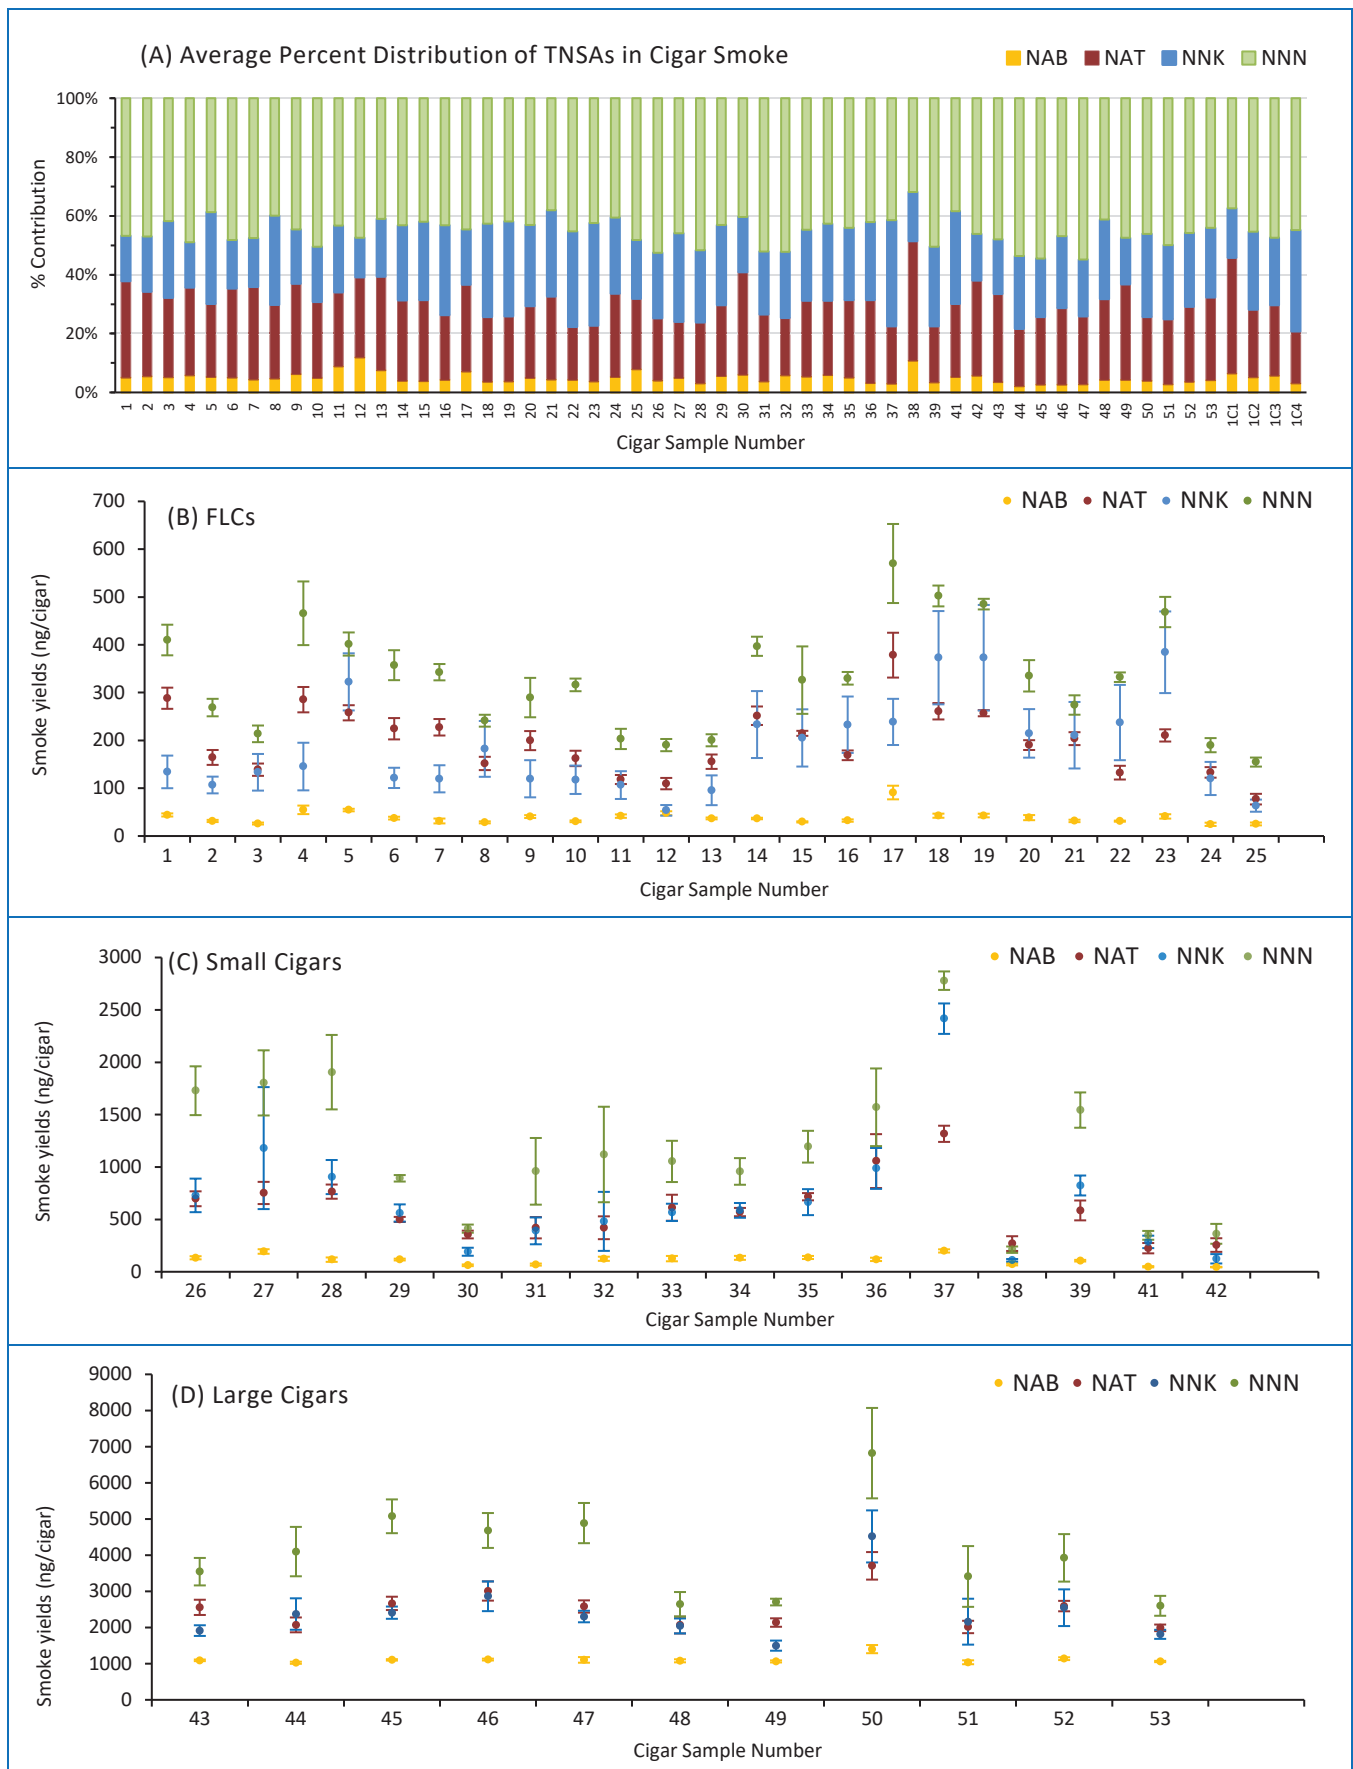 (A) Average Percent Distribution of TNSAs in Cigar Smoke
NAB NAT NNK NNN
100%
80%
60%
40%
20%
0%
% Contribution
1 2 3 4 5 6 7 8 9 10 11 12 13 14 15 16 17 18 19 20 21 22 23 24 25 26 27 28 29 30 31 32 33 34 35 36 37 38 39 41 42 43 44 45 46 47 48 49 50 51 52 53 1C1 1C2 1C3 1C4
Cigar Sample Number
(B) FLCs
NAB NAT NNK NNN
700
600
500
400
300
200
100
0
Smoke yields (ng/cigar)
1 2 3 4 5 6 7 8 9 10 11 12 13 14 15 16 17 18 19 20 21 22 23 24 25
Cigar Sample Number
(C) Small Cigars
NAB NAT NNK NNN
3000
2500
2000
1500
1000
500
0
Smoke yields (ng/cigar)
26 27 28 29 30 31 32 33 34 35 36 37 38 39 41 42
Cigar Sample Number
(D) Large Cigars
NAB NAT NNK NNN
9000
8000
7000
6000
5000
4000
3000
2000
1000
0
Smoke yields (ng/cigar)
43 44 45 46 47 48 49 50 51 52 53
Cigar Sample Number